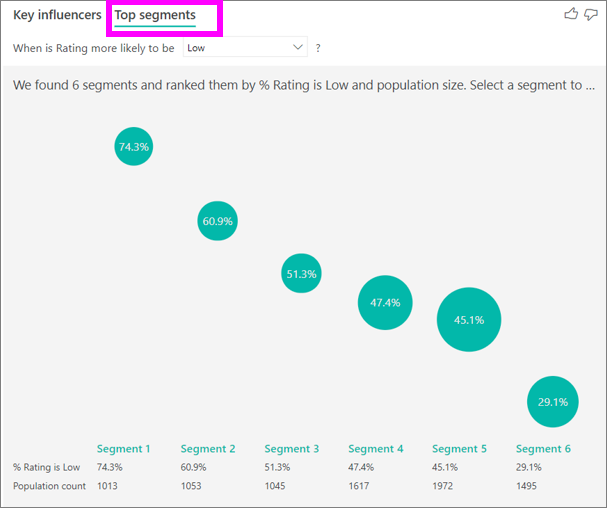 Key influencers Top segments
When is Rating more likely to be Low ?
We found 6 segments and ranked them by % Rating is Low and population size. Select a segment to ...
74.3%
60.9%
51.3%
47.4%
45.1%
29.1%
Segment 1 Segment 2 Segment 3 Segment 4 Segment 5 Segment 6
% Rating is Low 74.3% 60.9% 51.3% 47.4% 45.1% 29.1%
Population count 1013 1053 1045 1617 1972 1495